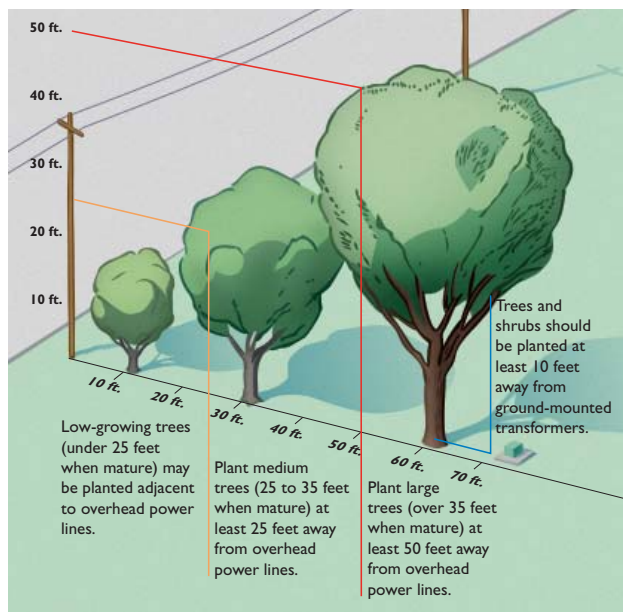 50 ft.
40 ft.
30 ft.
20 ft.
10 ft.
10 ft.
20 ft.
30 ft.
40 ft.
50 ft.
60 ft.
70 ft.
Low-growing trees
(under 25 feet
when mature) may
be planted adjacent
to overhead power
lines.
Plant medium
trees (25 to 35 feet
when mature) at
least 25 feet away
from overhead
power lines.
Plant large
trees (over 35 feet
when mature) at
least 50 feet away
from overhead
power lines.
Trees and
shrubs should
be planted at
least 10 feet
away from
ground-mounted
transformers.